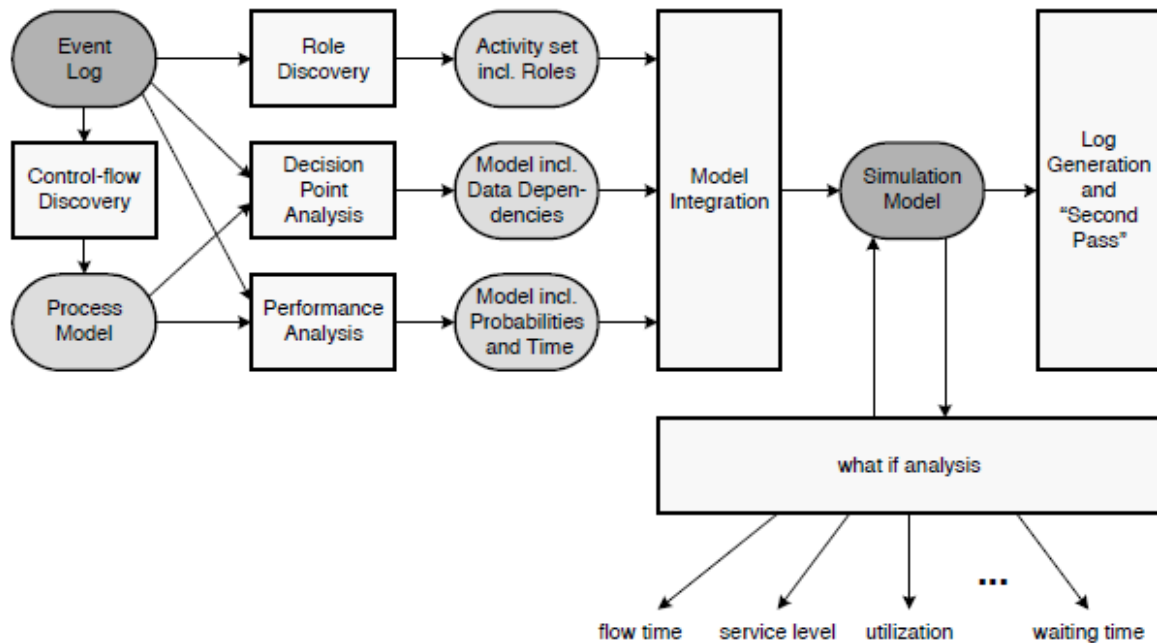 Event
Log
Role
Discovery
Activity set
incl. Roles
Control-flow
Discovery
Decision
Point
Analysis
Model incl.
Data Depen-
dencies
Model
Integration
Simulation
Model
Log
Generation
and
“Second
Pass”
Process
Model
Performance
Analysis
Model incl.
Probabilities
and Time
what if analysis
...
flow time
service level
utilization
waiting time